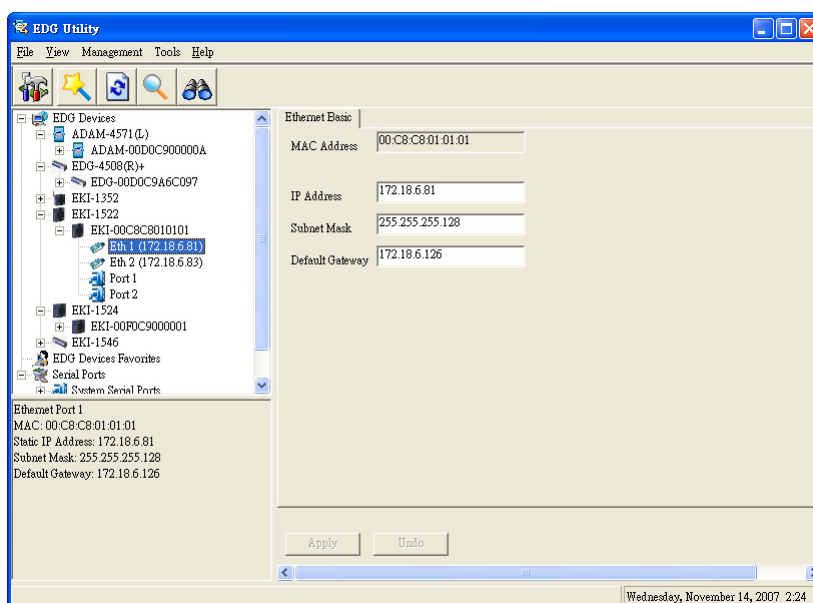 EDG Utility
File View Management Tools Help
EDG Devices
ADAM-4571(L)
ADAM-00D0C900000A
EDG-4508(R)+
EDG-00D0C9A6C097
EKI-1352
EKI-1522
EKI-00C8C8010101
Eth 1 (172.18.6.81)
Eth 2 (172.18.6.83)
Port 1
Port 2
EKI-1524
EKI-00F0C9000001
EKI-1546
EDG Devices Favorites
Serial Ports
System Serial Ports
Ethernet Port 1
MAC: 00:C8:C8:01:01:01
Static IP Address: 172.18.6.81
Subnet Mask: 255.255.255.128
Default Gateway: 172.18.6.126
Ethernet Basic
MAC Address 00:C8:C8:01:01:01
IP Address 172.18.6.81
Subnet Mask 255.255.255.128
Default Gateway 172.18.6.126
Apply Undo
Wednesday, November 14, 2007 2:24